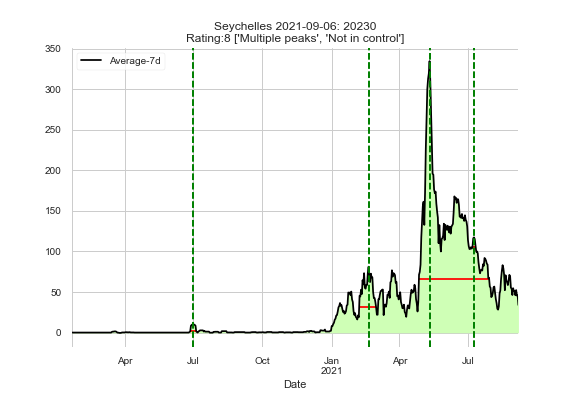 Seychelles 2021-09-06: 20230
Rating:8 ['Multiple peaks', 'Not in control']
350
Average-7d
300
250
200
150
100
50
0
Apr
Jul
Oct
Jan
2021
Apr
Jul
Date